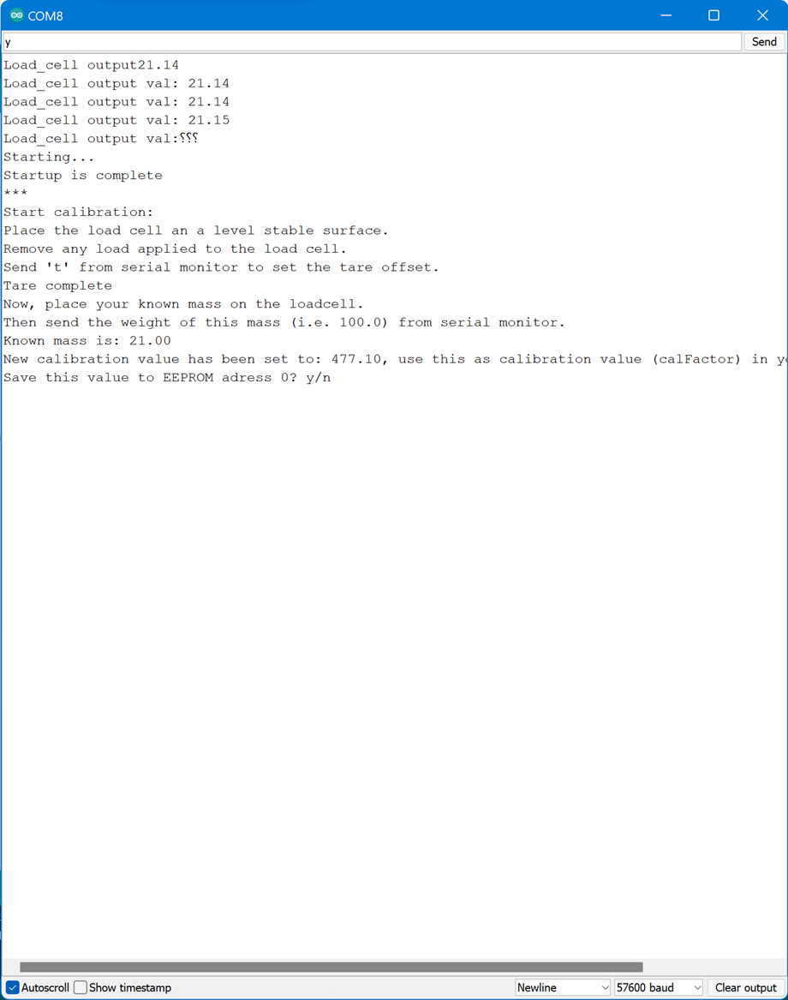 COM8
y
Send
Load_cell output21.14
Load_cell output val: 21.14
Load_cell output val: 21.14
Load_cell output val: 21.15
Load_cell output val:⸮⸮⸮
Starting...
Startup is complete
***
Start calibration:
Place the load cell an a level stable surface.
Remove any load applied to the load cell.
Send 't' from serial monitor to set the tare offset.
Tare complete
Now, place your known mass on the loadcell.
Then send the weight of this mass (i.e. 100.0) from serial monitor.
Known mass is: 21.00
New calibration value has been set to: 477.10, use this as calibration value (calFactor) in
Save this value to EEPROM adress 0? y/n
Autoscroll Show timestamp Newline 57600 baud Clear output